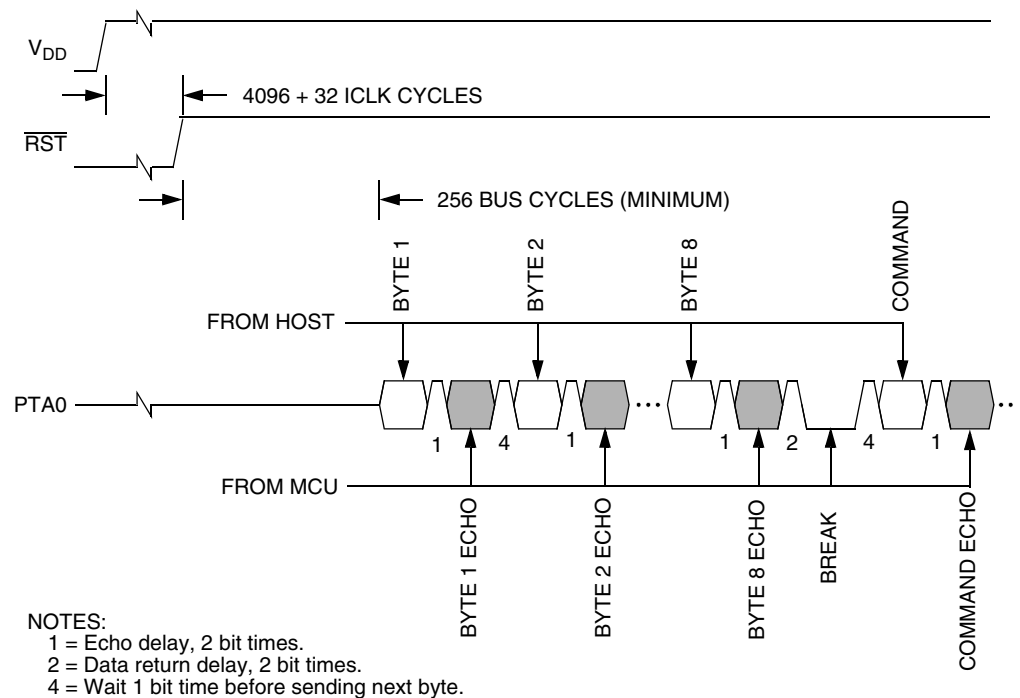 VDD
4096 + 32 ICLK CYCLES
RST
256 BUS CYCLES (MINIMUM)
BYTE 1
BYTE 2
BYTE 8
COMMAND
FROM HOST
PTA0
1
4
1
1
2
4
1
FROM MCU
BYTE 1 ECHO
BYTE 2 ECHO
BYTE 8 ECHO
BREAK
COMMAND ECHO
NOTES:
1 = Echo delay, 2 bit times.
2 = Data return delay, 2 bit times.
4 = Wait 1 bit time before sending next byte.